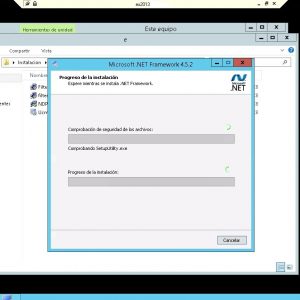 ex2013
Herramientas de unidad
Este equipo
e
Compartir
Vista
Instalación
Microsoft .NET Framework 4.5.2
Progreso de la instalación
Espere mientras se instala .NET Framework.
Microsoft
.NET
Comprobación de seguridad de los archivos:
Comprobando SetupUtility.exe
Progreso de la instalación:
Cancelar